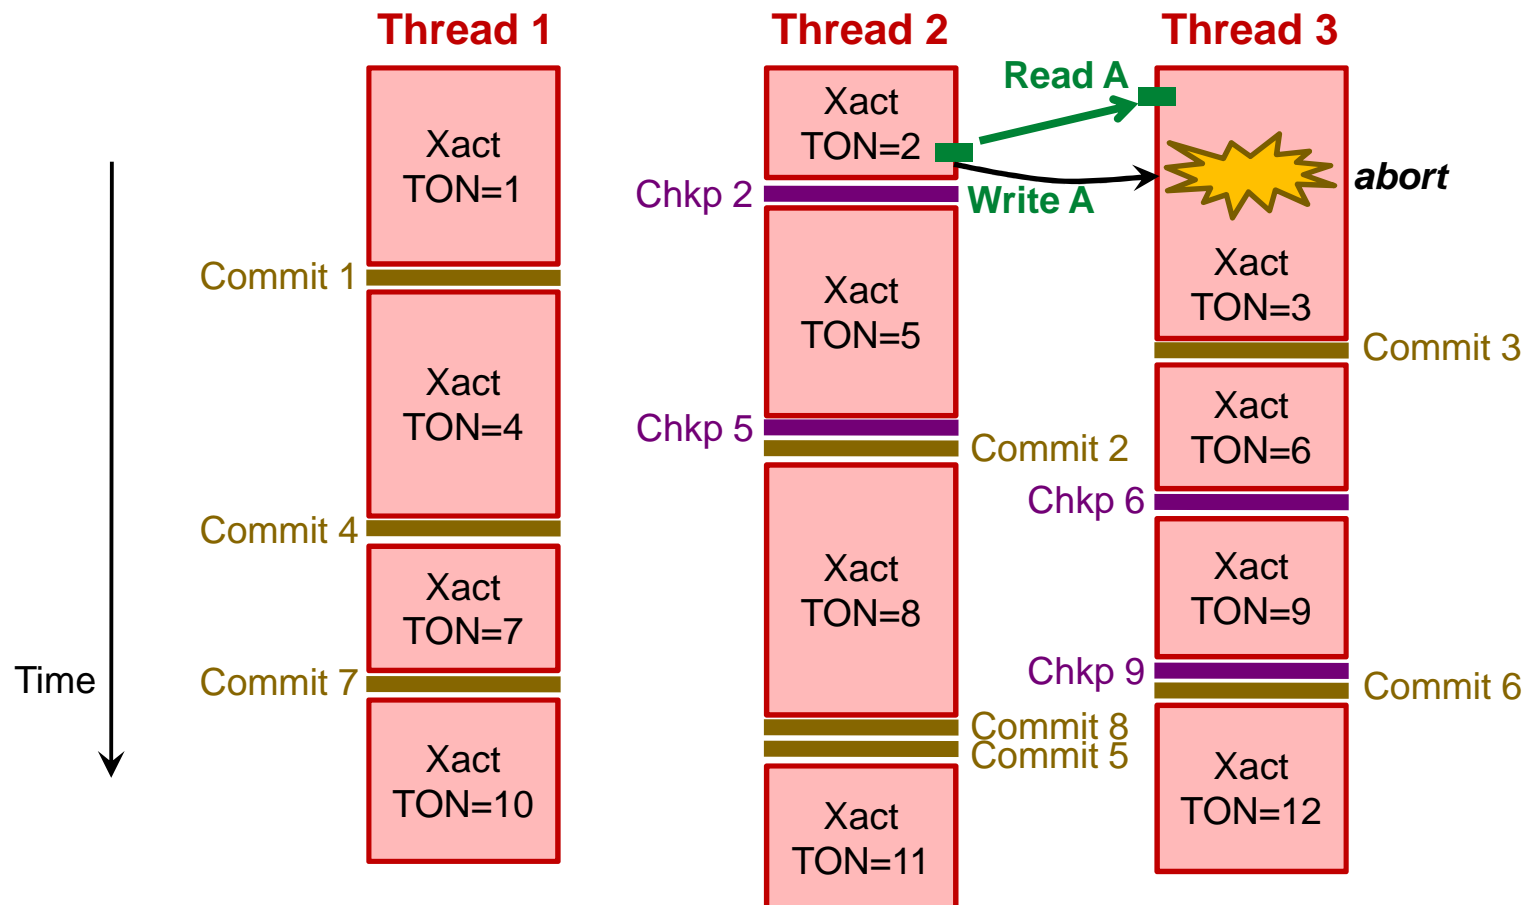 Thread 1
Thread 2
Thread 3
Read A
Xact
TON=1
Xact
TON=2
abort
Chkp 2
Write A
Commit 1
Xact
TON=5
Xact
TON=3
Commit 3
Xact
TON=4
Xact
TON=6
Chkp 5
Commit 2
Chkp 6
Commit 4
Xact
TON=7
Xact
TON=8
Xact
TON=9
Time
Commit 7
Chkp 9
Commit 6
Commit 8
Commit 5
Xact
TON=10
Xact
TON=11
Xact
TON=12